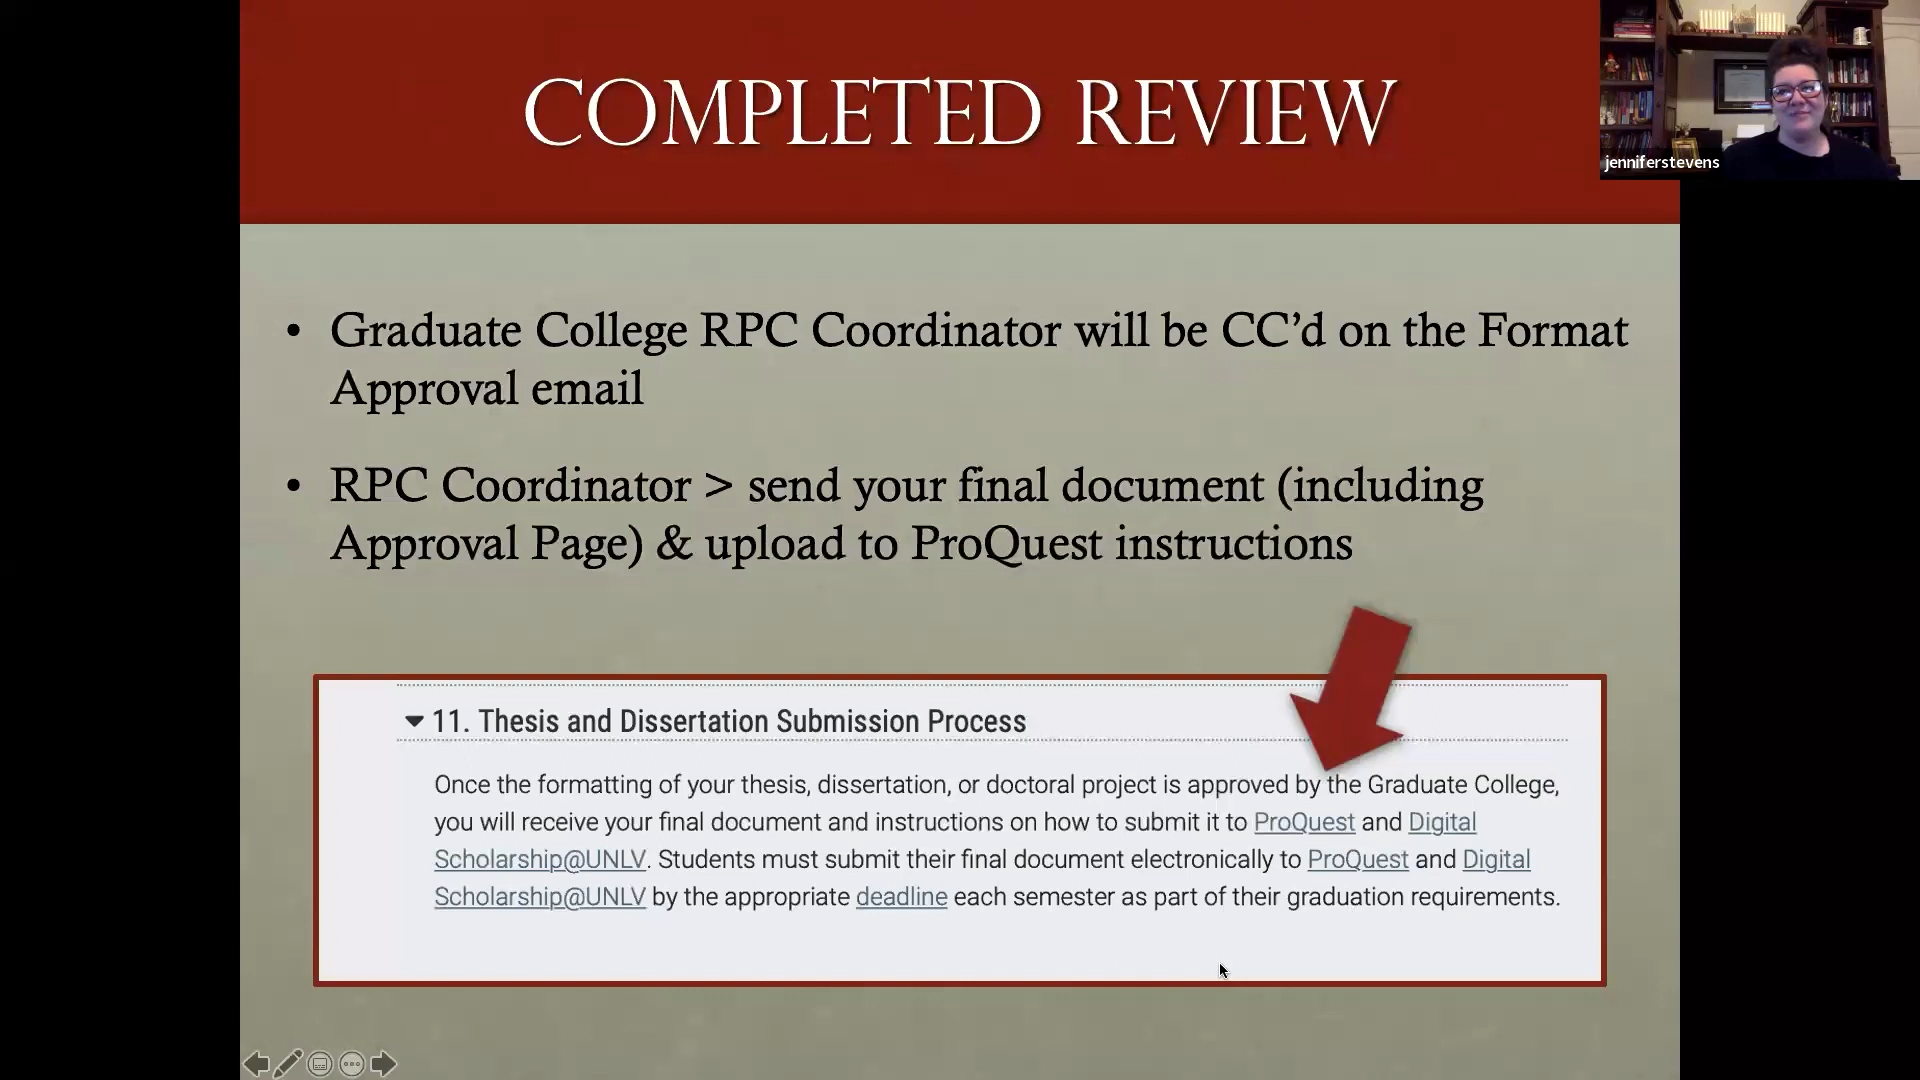 COMPLETED REVIEW
jenniferstevens
• Graduate College RPC Coordinator will be CC’d on the Format
Approval email
• RPC Coordinator > send your final document (including
Approval Page) & upload to ProQuest instructions
11. Thesis and Dissertation Submission Process
Once the formatting of your thesis, dissertation, or doctoral project is approved by the Graduate College,
you will receive your final document and instructions on how to submit it to ProQuest and Digital
Scholarship@UNLV. Students must submit their final document electronically to ProQuest and Digital
Scholarship@UNLV by the appropriate deadline each semester as part of their graduation requirements.